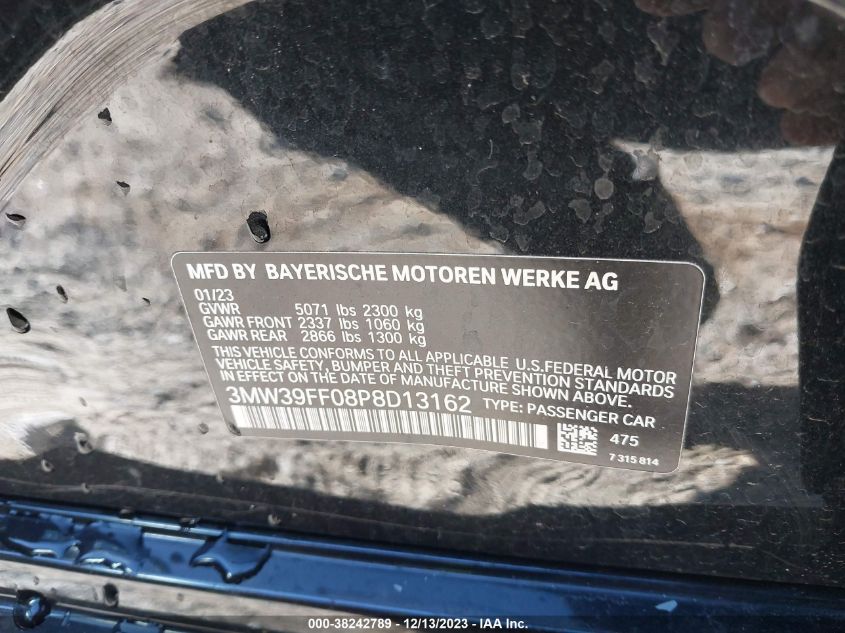 MFD BY BAYERISCHE MOTOREN WERKE AG
01/23
GVWR 5071 lbs 2300 kg
GAWR FRONT 2337 lbs 1060 kg
GAWR REAR 2866 lbs 1300 kg
THIS VEHICLE CONFORMS TO ALL APPLICABLE U.S.FEDERAL MOTOR
VEHICLE SAFETY, BUMPER AND THEFT PREVENTION STANDARDS
IN EFFECT ON THE DATE OF MANUFACTURE SHOWN ABOVE.
3MW39FF08P8D13162 TYPE: PASSENGER CAR
475
7 315 814
000-38242789 - 12/13/2023 - IAA Inc.